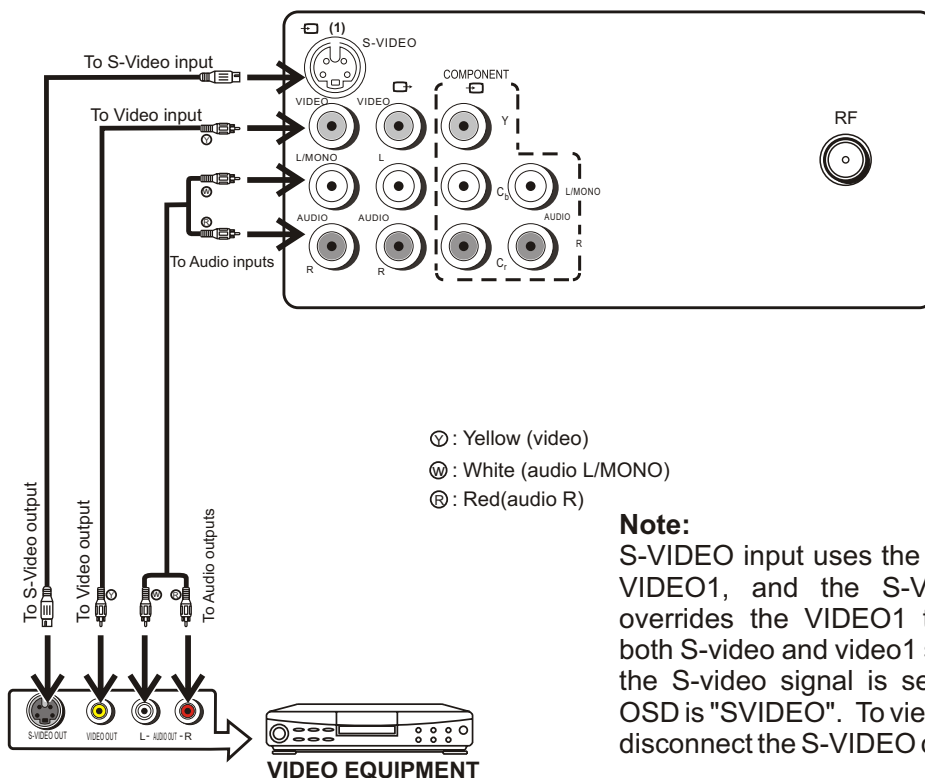 (1)
S-VIDEO
To S-Video input
COMPONENT
VIDEO
VIDEO
Y
RF
To Video input
Y
L/MONO
L
W
Cb
L/MONO
R
AUDIO
AUDIO
AUDIO
R
To Audio inputs
R
R
Cr
Y : Yellow (video)
W : White (audio L/MONO)
R : Red(audio R)
Note:
S-VIDEO input uses the
VIDEO1, and the
overrides the VIDEO1
both S-video and video1
the S-video signal is
OSD is "SVIDEO". To
disconnect the S-VIDEO
To S-Video output
To Video output
To Audio outputs
Y
W
R
S-VIDEO OUT
VIDEO OUT
L- AUDIO OUT -R
VIDEO EQUIPMENT